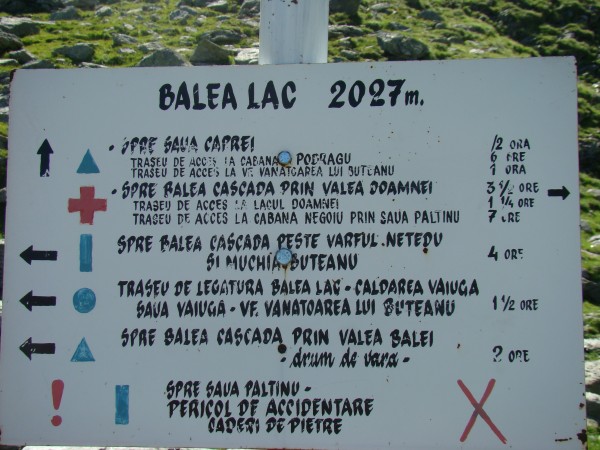 BALEA LAC 2027m.
SPRE SAUA CAPREI 1/2 ORA
TRASEU DE ACCES LA CABANA PODRAGU 6 ORE
TRASEU DE ACCES LA VF. VANATOAREA LUI BUTEANU 1 ORA
SPRE BALEA CASCADA PRIN VALEA DOAMNEI 3 1/2 ORE
TRASEU DE ACCES LA LACUL DOAMNEI 1 1/4 ORE
TRASEU DE ACCES LA CABANA NEGOIU PRIN SAUA PALTINU 7 ORE
SPRE BALEA CASCADA PESTE VARFUL NETEDU
SI MUCHIA BUTEANU 4 ORE
TRASEU DE LEGATURA BALEA LAC - CALDAREA VAIUGA
SAUA VAIUGA - VF. VANATOAREA LUI BUTEANU 1 1/2 ORE
SPRE BALEA CASCADA PRIN VALEA BALEI
- drum de vara - 2 ORE
! SPRE SAUA PALTINU -
PERICOL DE ACCIDENTARE
CADERI DE PIETRE